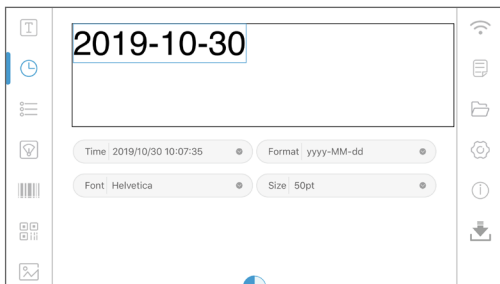 T
2019-10-30
Time 2019/10/30 10:07:35
Format yyyy-MM-dd
Font Helvetica
Size 50pt